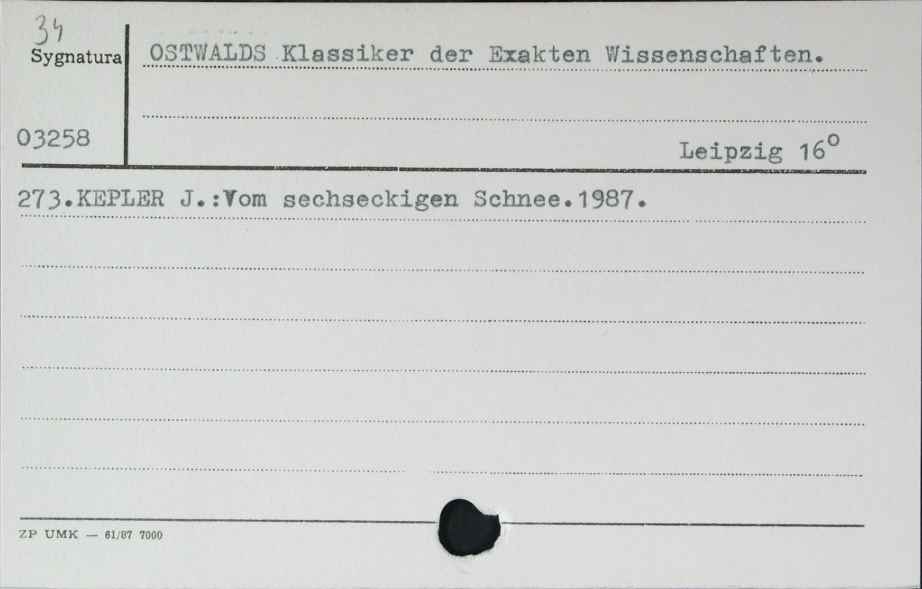 34
Sygnatura
OSTWALDS Klassiker der Exakten Wissenschaften.
03258
Leipzig 16°
273.KEPLER J.:Vom sechseckigen Schnee.1987.
ZP UMK — 61/87 7000